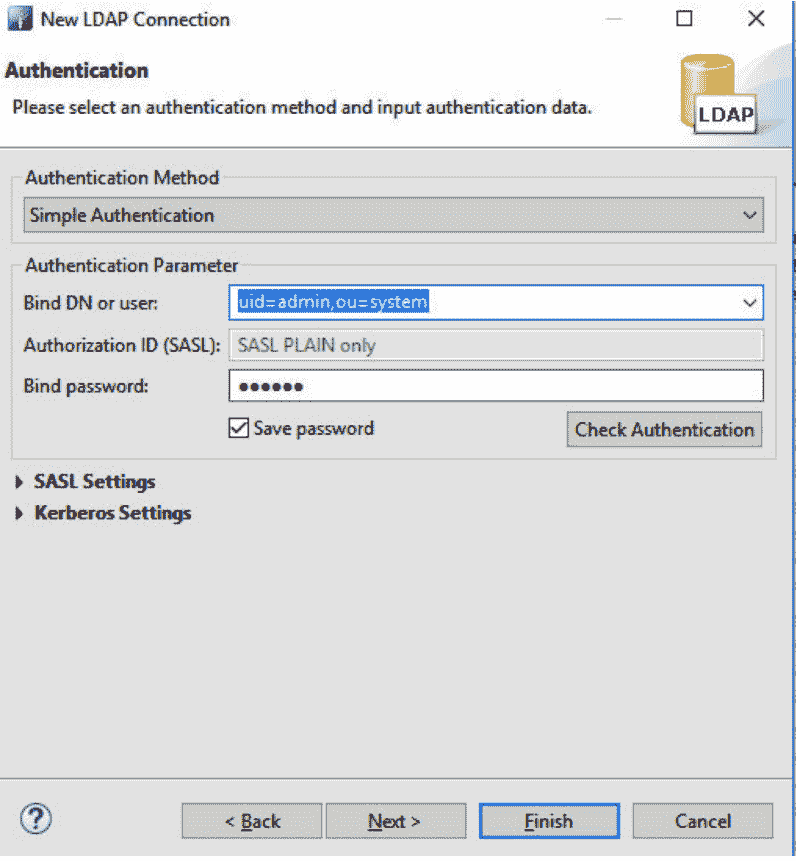 New LDAP Connection
Authentication
Please select an authentication method and input authentication data.
LDAP
Authentication Method
Simple Authentication
Authentication Parameter
Bind DN or user:
uid=admin,ou=system
Authorization ID (SASL):
SASL PLAIN only
Bind password:
●●●●●●
Save password
Check Authentication
SASL Settings
Kerberos Settings
?
< Back
Next >
Finish
Cancel